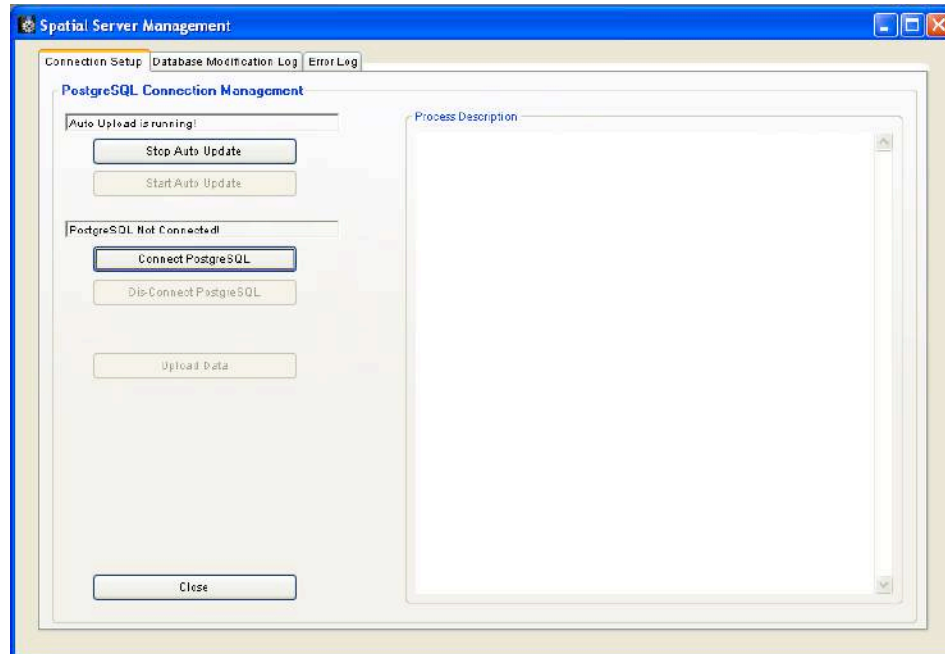 Spatial Server Management
Connection Setup Database Modification Log Error Log
PostgreSQL Connection Management
Auto Upload is running!
Process Description
Stop Auto Update
Start Auto Update
PostgreSQL Not Connected!
Connect PostgreSQL
Dis-Connect PostgreSQL
Upload Data
Close